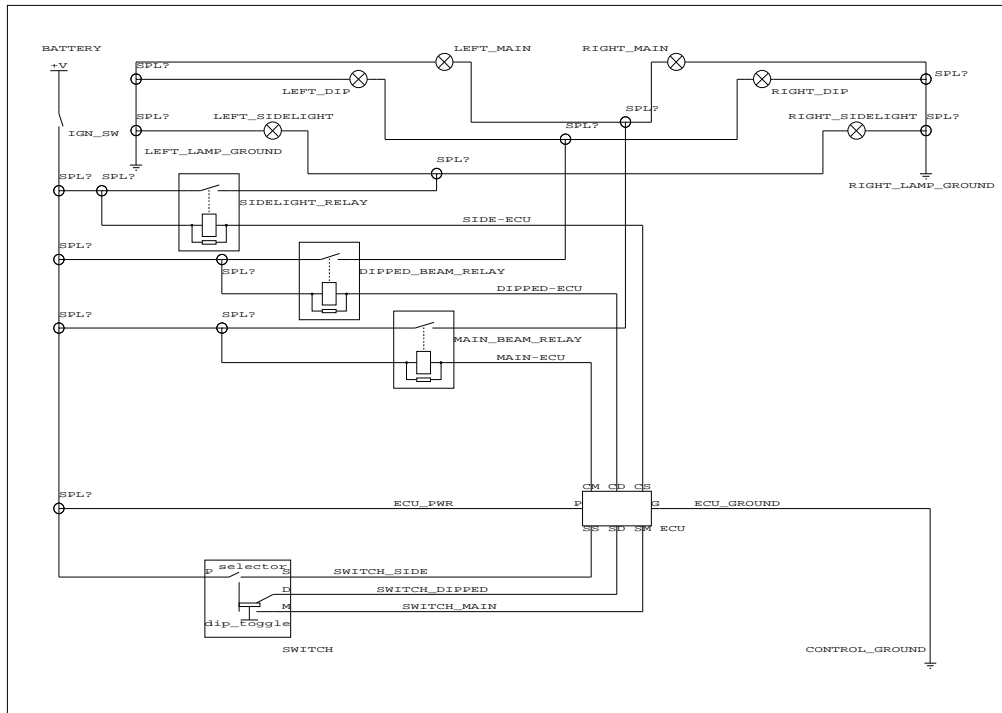 BATTERY
+V
LEFT_MAIN
RIGHT_MAIN
SPL?
SPL?
LEFT_DIP
RIGHT_DIP
SPL?
LEFT_SIDELIGHT
SPL?
RIGHT_SIDELIGHT
SPL?
IGN_SW
SPL?
LEFT_LAMP_GROUND
SPL?
SPL?
SPL?
RIGHT_LAMP_GROUND
SIDELIGHT_RELAY
SIDE-ECU
SPL?
SPL?
DIPPED_BEAM_RELAY
DIPPED-ECU
SPL?
SPL?
MAIN_BEAM_RELAY
MAIN-ECU
CM CD CS
SPL?
ECU_PWR
P
G
ECU_GROUND
SS SD SM ECU
selector
P
S
SWITCH_SIDE
D
SWITCH_DIPPED
M
SWITCH_MAIN
dip_toggle
SWITCH
CONTROL_GROUND